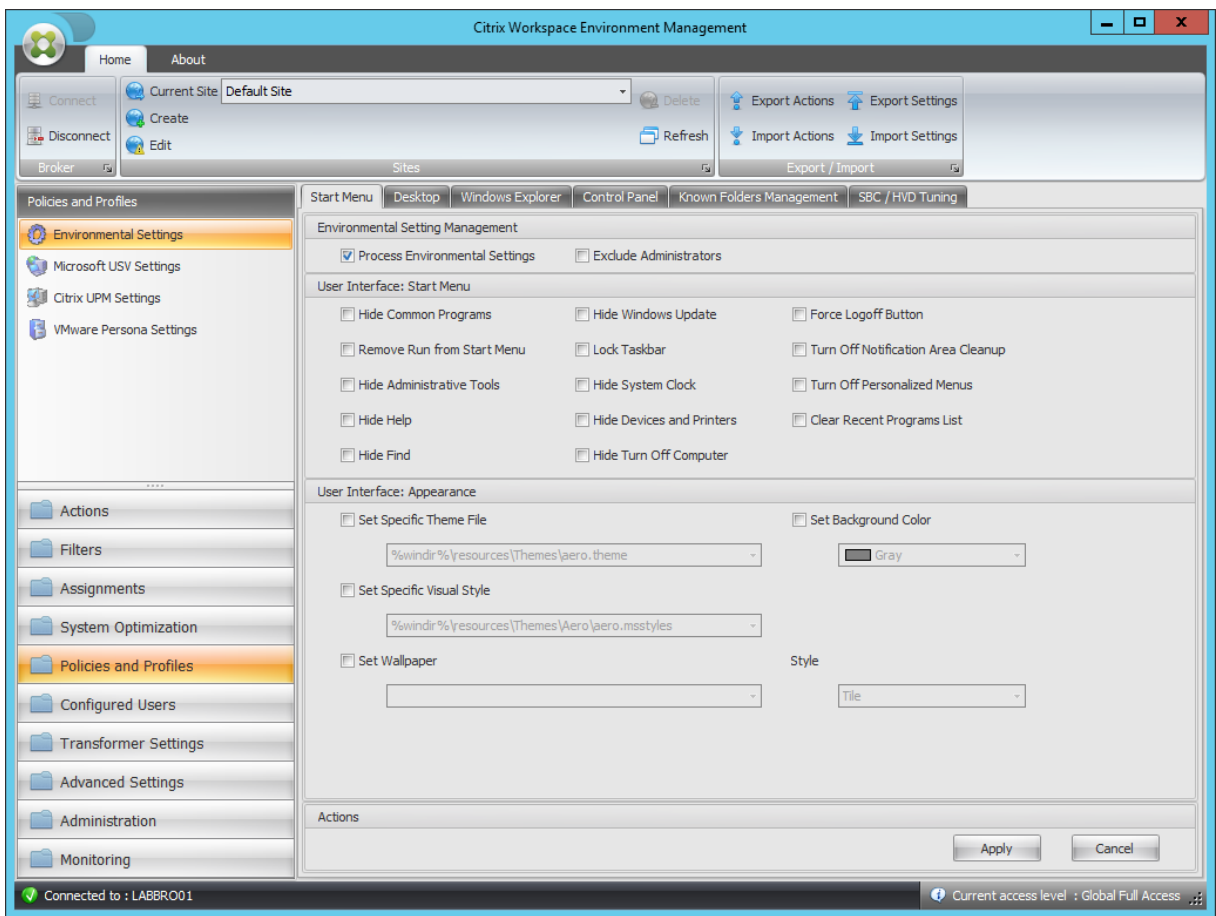 Citrix Workspace Environment Management
Home About
Connect
Disconnect
Broker
Current Site Default Site
Create
Edit
Delete
Refresh
Sites
Export Actions Export Settings
Import Actions Import Settings
Export / Import
Policies and Profiles
Environmental Settings
Microsoft USV Settings
Citrix UPM Settings
VMware Persona Settings
Actions
Filters
Assignments
System Optimization
Policies and Profiles
Configured Users
Transformer Settings
Advanced Settings
Administration
Monitoring
Start Menu Desktop Windows Explorer Control Panel Known Folders Management SBC / HVD Tuning
Environmental Setting Management
Process Environmental Settings Exclude Administrators
User Interface: Start Menu
Hide Common Programs Hide Windows Update Force Logoff Button
Remove Run from Start Menu Lock Taskbar Turn Off Notification Area Cleanup
Hide Administrative Tools Hide System Clock Turn Off Personalized Menus
Hide Help Hide Devices and Printers Clear Recent Programs List
Hide Find Hide Turn Off Computer
User Interface: Appearance
Set Specific Theme File Set Background Color
%windir%\resources\Themes\aero.theme Gray
Set Specific Visual Style
%windir%\resources\Themes\Aero\aero.msstyles
Set Wallpaper Style
Tile
Actions
Apply Cancel
Connected to : LABBRO01 Current access level : Global Full Access